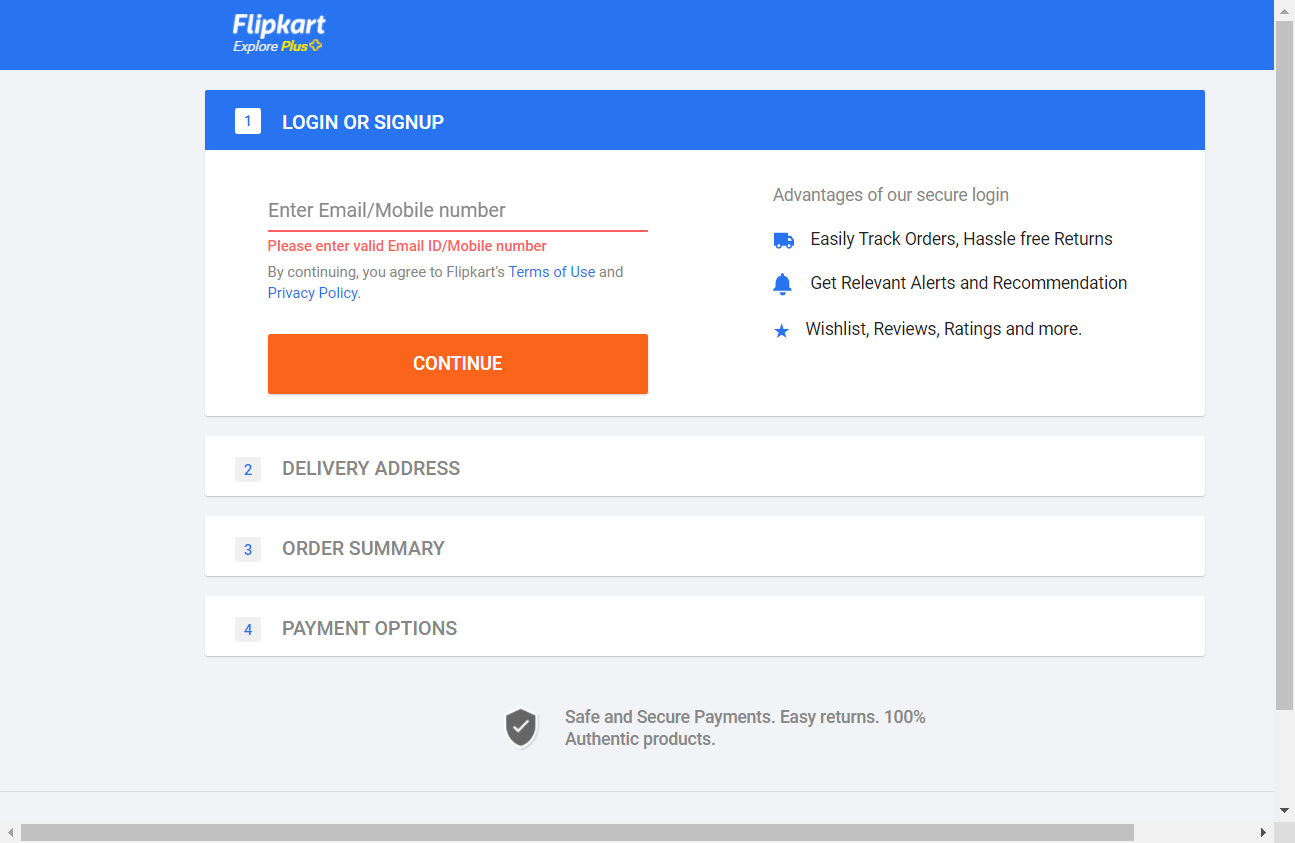 Flipkart
Explore Plus
1 LOGIN OR SIGNUP
Enter Email/Mobile number
Please enter valid Email ID/Mobile number
By continuing, you agree to Flipkart's Terms of Use and
Privacy Policy.
CONTINUE
Advantages of our secure login
Easily Track Orders, Hassle free Returns
Get Relevant Alerts and Recommendation
Wishlist, Reviews, Ratings and more.
2 DELIVERY ADDRESS
3 ORDER SUMMARY
4 PAYMENT OPTIONS
Safe and Secure Payments. Easy returns. 100%
Authentic products.